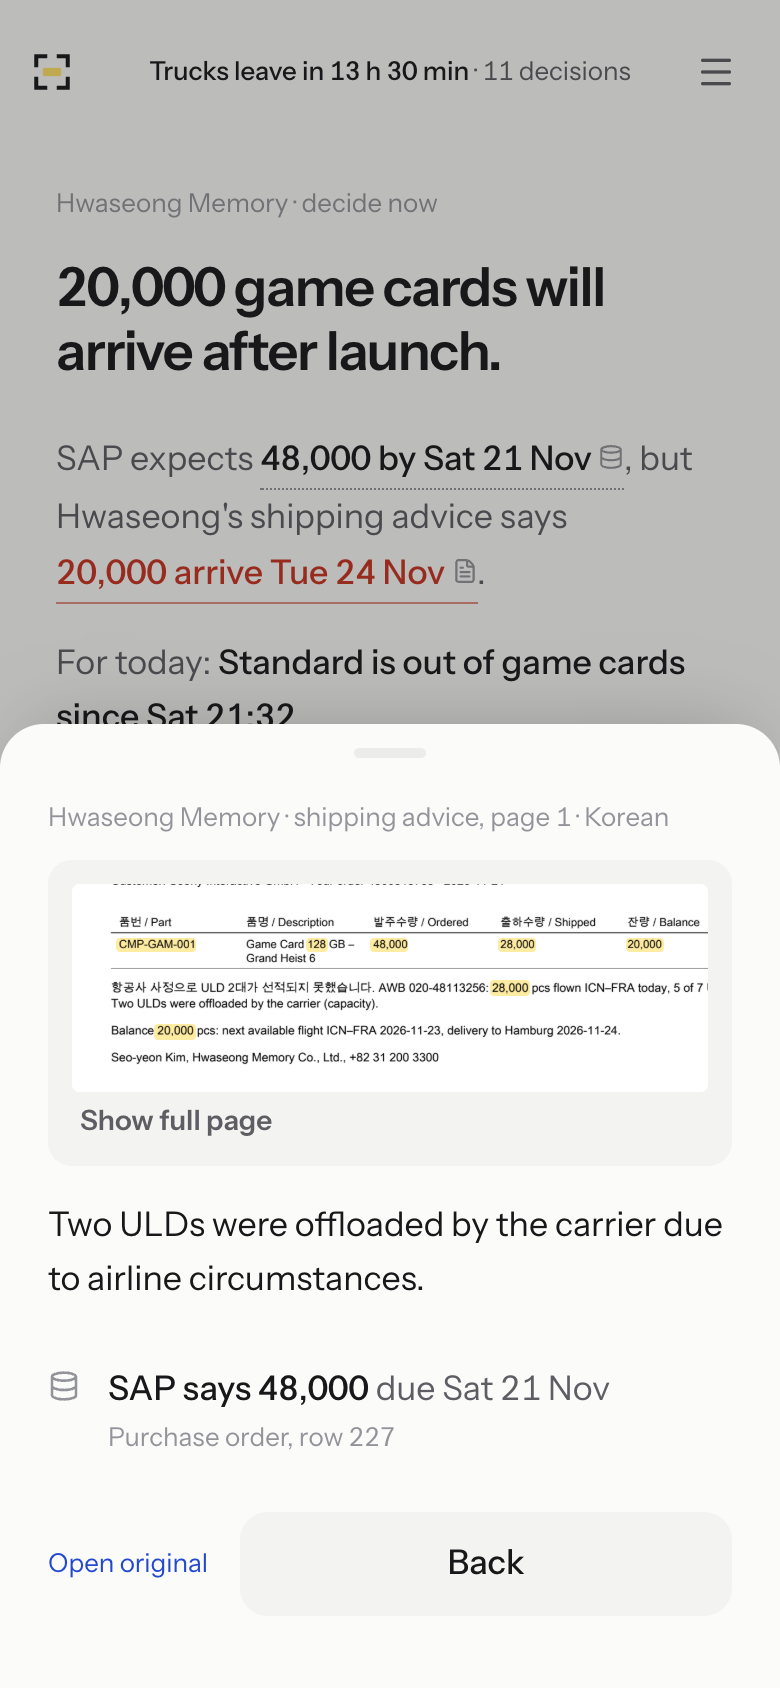 Trucks leave in 13 h 30 min · 11 decisions
Hwaseong Memory · decide now
20,000 game cards will
arrive after launch.
SAP expects 48,000 by Sat 21 Nov, but
Hwaseong's shipping advice says
20,000 arrive Tue 24 Nov.
For today: Standard is out of game cards
since Sat 21:32
Hwaseong Memory · shipping advice, page 1 · Korean
품번 / Part 품명 / Description 발주수량 / Ordered 출하수량 / Shipped 잔량 / Balance
CMP-GAM-001 Game Card 128 GB – 48,000 28,000 20,000
Grand Heist 6
항공사 사정으로 ULD 2대가 선적되지 못했습니다. AWB 020-48113256: 28,000 pcs flown ICN–FRA today, 5 of 7
Two ULDs were offloaded by the carrier (capacity).
Balance 20,000 pcs: next available flight ICN–FRA 2026-11-23, delivery to Hamburg 2026-11-24.
Seo-yeon Kim, Hwaseong Memory Co., Ltd., +82 31 200 3300
Show full page
Two ULDs were offloaded by the carrier due
to airline circumstances.
SAP says 48,000 due Sat 21 Nov
Purchase order, row 227
Open original
Back